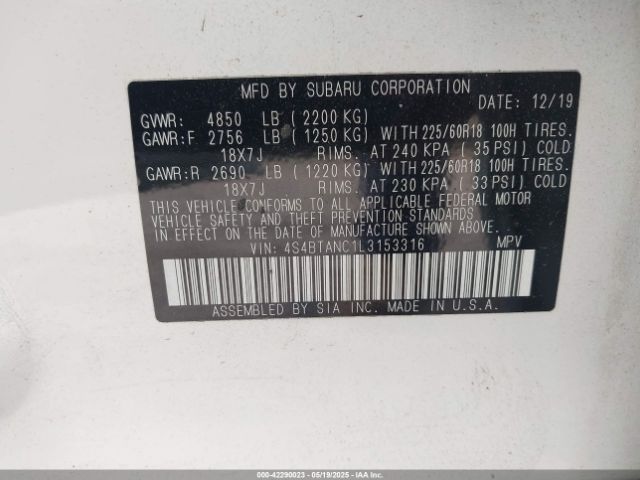 MFD BY SUBARU CORPORATION
DATE: 12/19
GVWR: 4850 LB (2200 KG)
GAWR:F 2756 LB (1250 KG) WITH 225/60R18 100H TIRES.
18X7J RIMS. AT 240 KPA (35 PSI) COLD
GAWR:R 2690 LB (1220 KG) WITH 225/60R18 100H TIRES.
18X7J RIMS. AT 230 KPA (33 PSI) COLD
THIS VEHICLE CONFORMS TO ALL APPLICABLE FEDERAL MOTOR
VEHICLE SAFETY AND THEFT PREVENTION STANDARDS IN EFFECT
ON THE DATE OF MANUFACTURE SHOWN ABOVE.
VIN: 4S4BTANC1L3153316 MPV
ASSEMBLED BY SIA INC. MADE IN U.S.A.
000-42290023 - 05/19/2025 - IAAI.COM